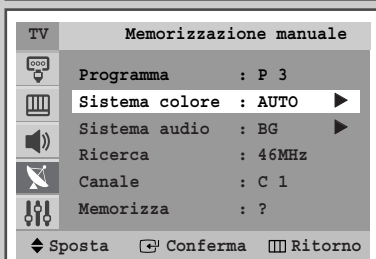 TV Memorizzazione manuale
Programma : P 3
Sistema colore : AUTO ▶
Sistema audio : BG ▶
Ricerca : 46MHz
Canale : C 1
Memorizza : ?
Sposta Conferma Ritorno